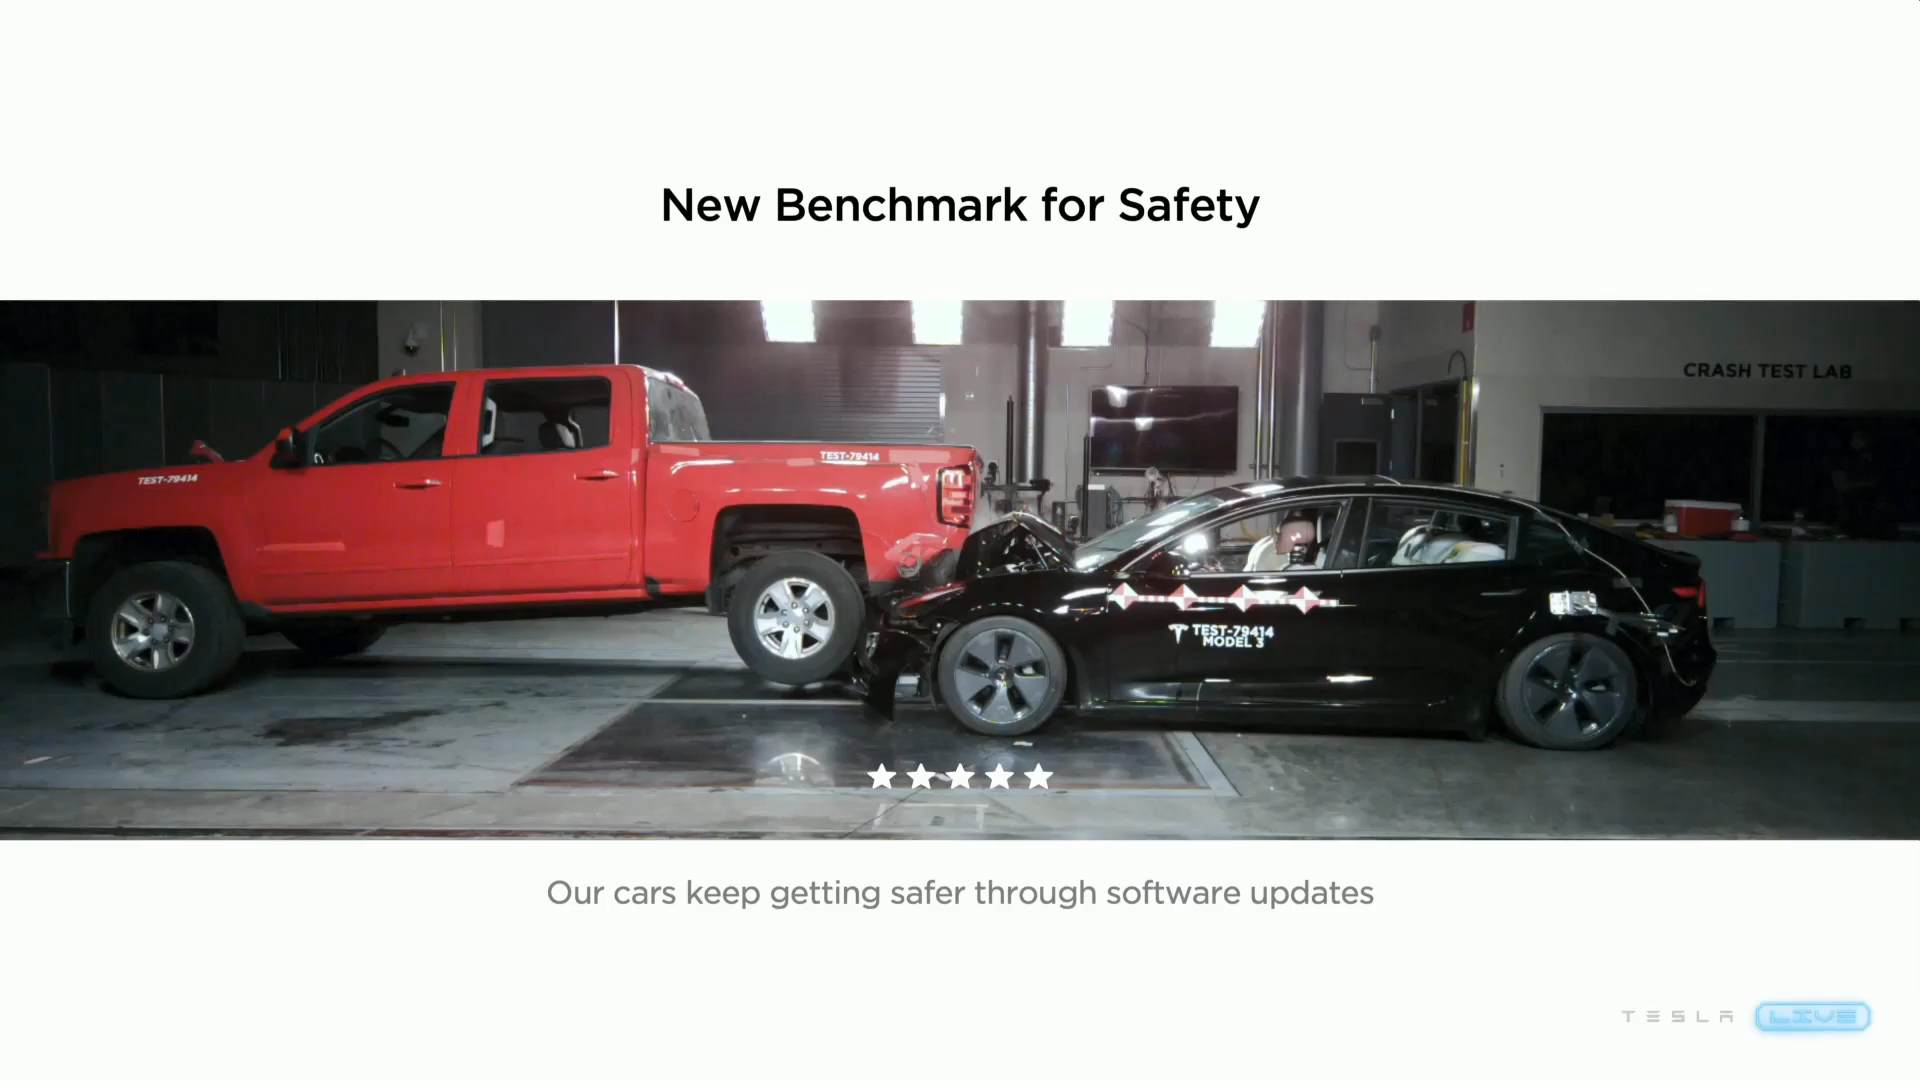 New Benchmark for Safety
CRASH TEST LAB
TEST-79414
TEST-79414
TEST-79414
MODEL 3
Our cars keep getting safer through software updates
TESLA LIVE